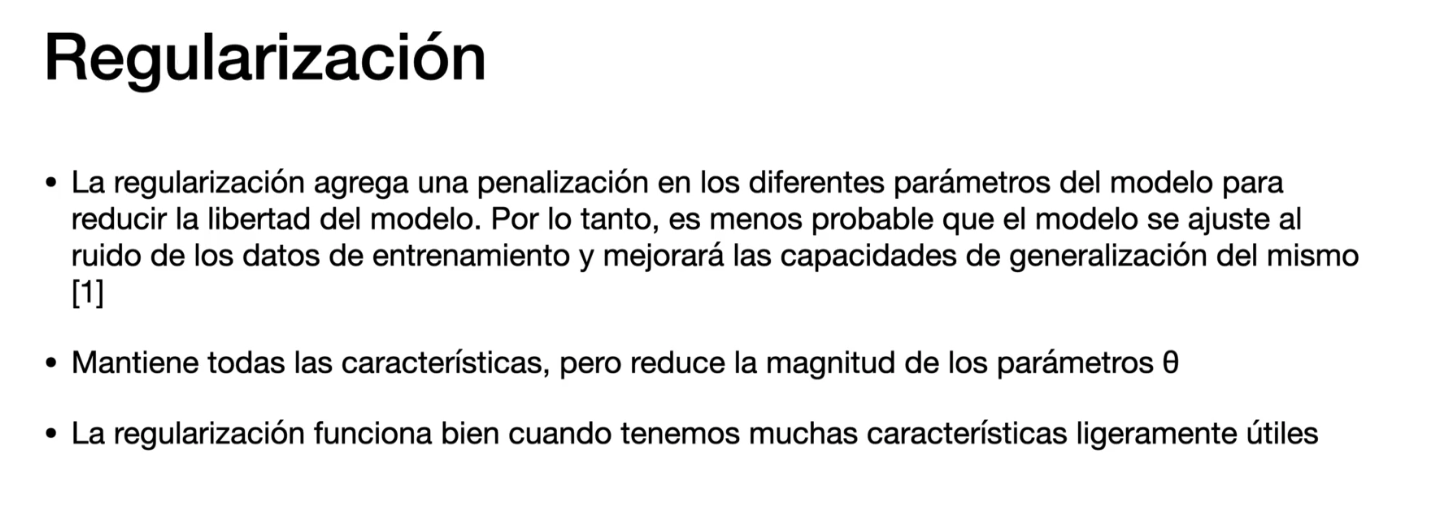 Regularización
• La regularización agrega una penalización en los diferentes parámetros del modelo para
reducir la libertad del modelo. Por lo tanto, es menos probable que el modelo se ajuste al
ruido de los datos de entrenamiento y mejorará las capacidades de generalización del mismo
[1]
• Mantiene todas las características, pero reduce la magnitud de los parámetros θ
• La regularización funciona bien cuando tenemos muchas características ligeramente útiles